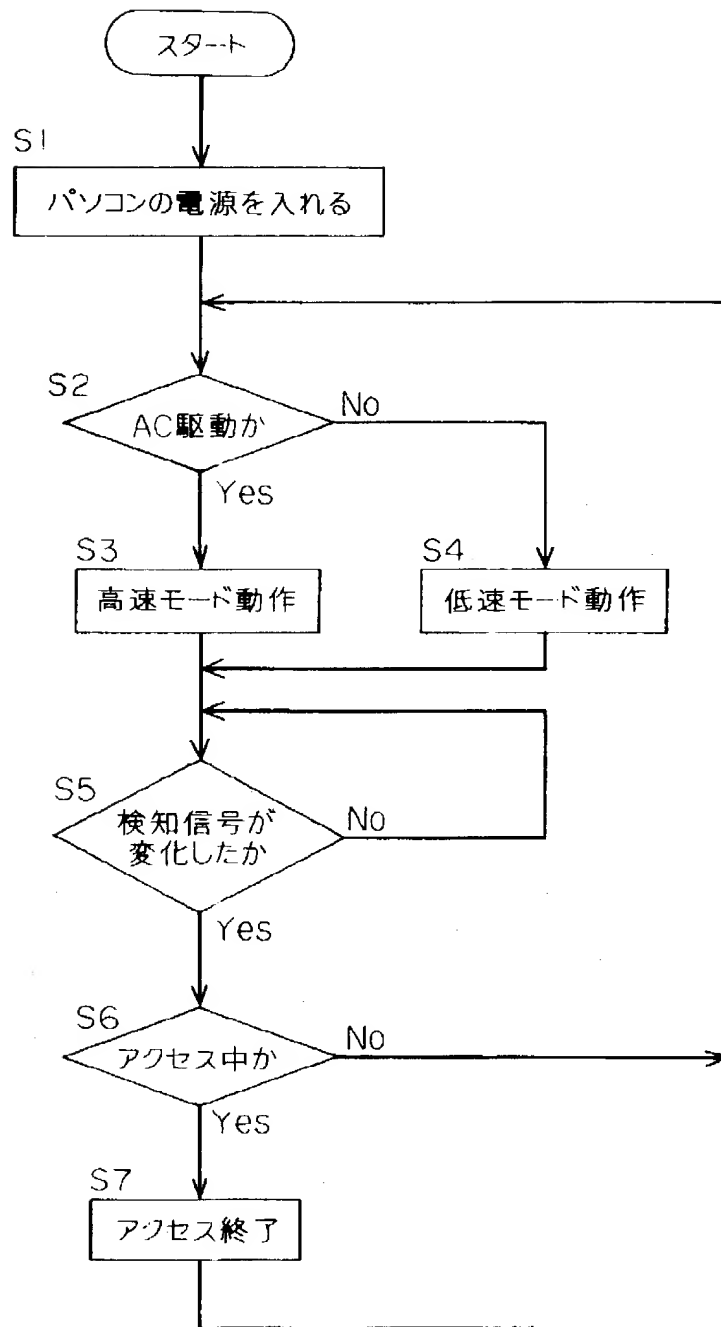 スタート
S1
パソコンの電源を入れる
S2
AC駆動か
No
Yes
S3
高速モード動作
S4
低速モード動作
S5
検知信号が
変化したか
No
Yes
S6
アクセス中か
No
Yes
S7
アクセス終了